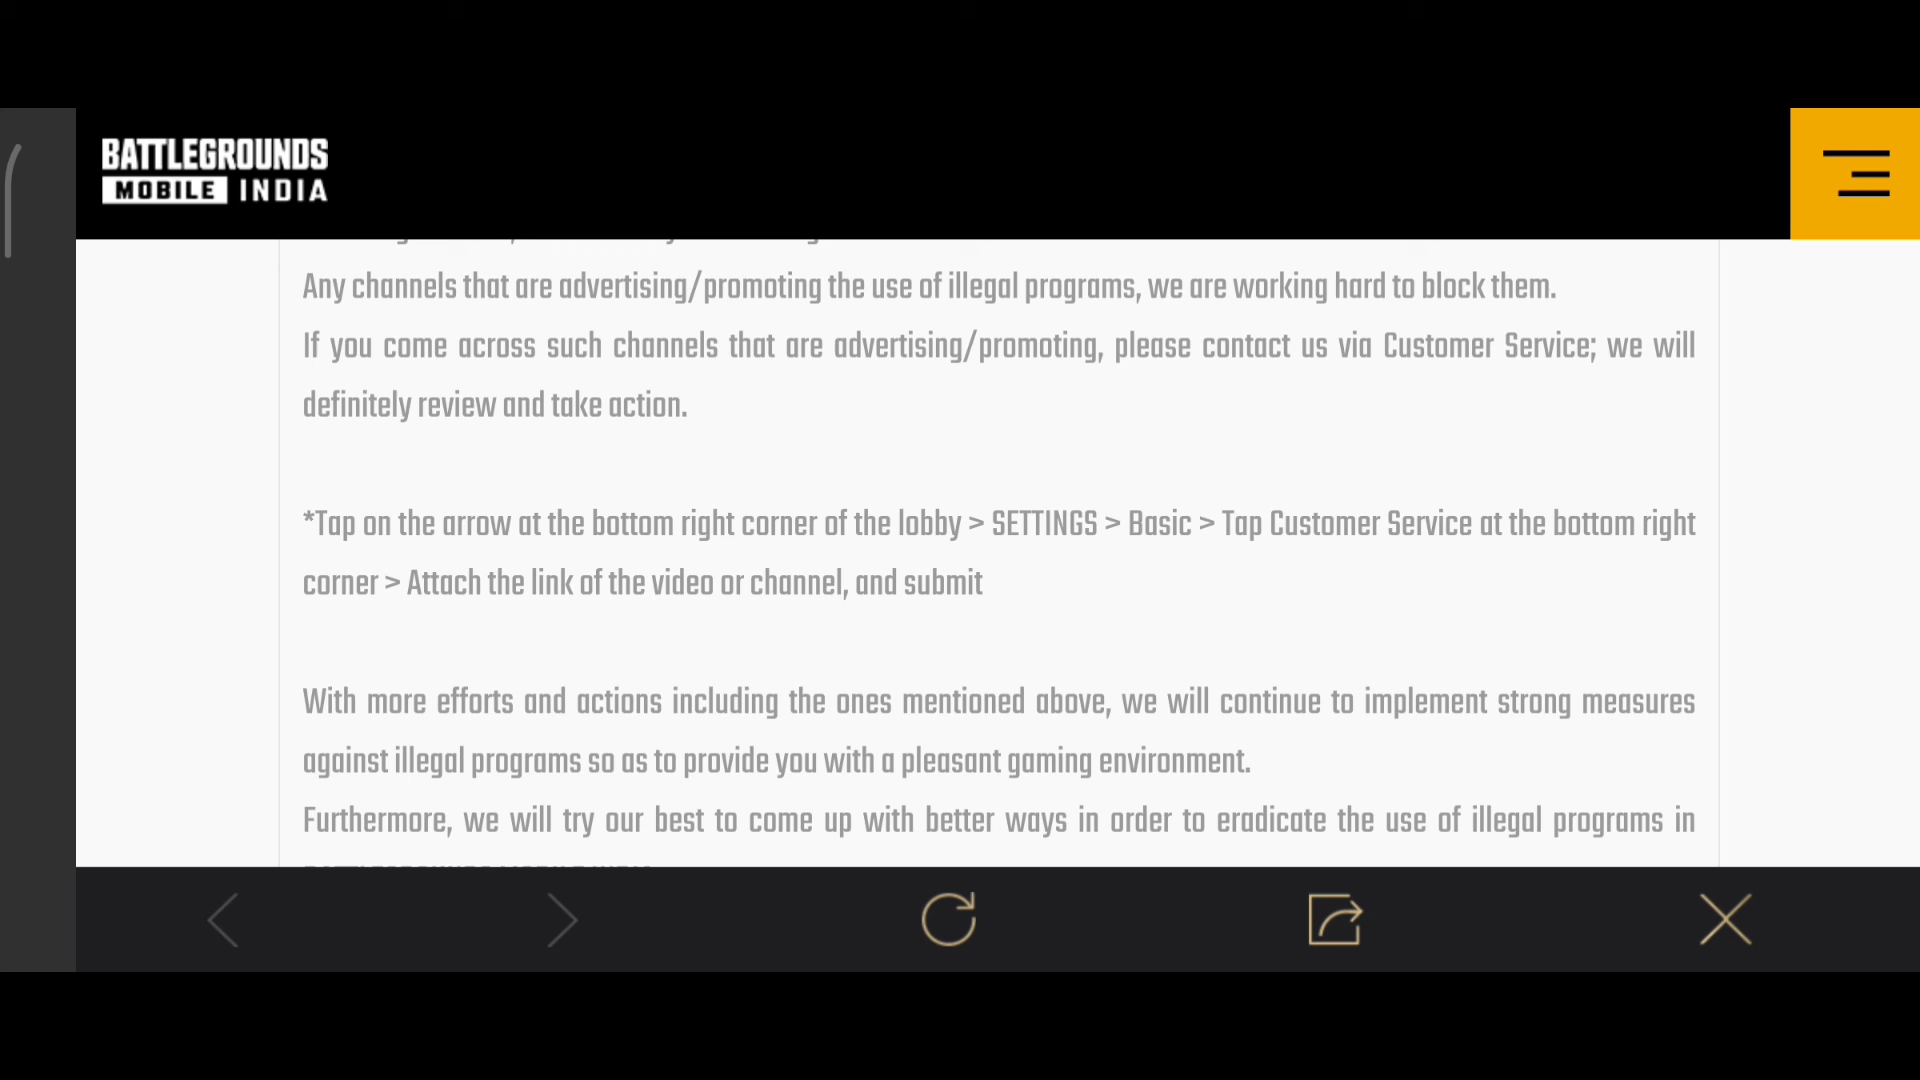 BATTLEGROUNDS
MOBILE INDIA
Any channels that are advertising/promoting the use of illegal programs, we are working hard to block them.
If you come across such channels that are advertising/promoting, please contact us via Customer Service; we will
definitely review and take action.
*Tap on the arrow at the bottom right corner of the lobby > SETTINGS > Basic > Tap Customer Service at the bottom right
corner > Attach the link of the video or channel, and submit
With more efforts and actions including the ones mentioned above, we will continue to implement strong measures
against illegal programs so as to provide you with a pleasant gaming environment.
Furthermore, we will try our best to come up with better ways in order to eradicate the use of illegal programs in